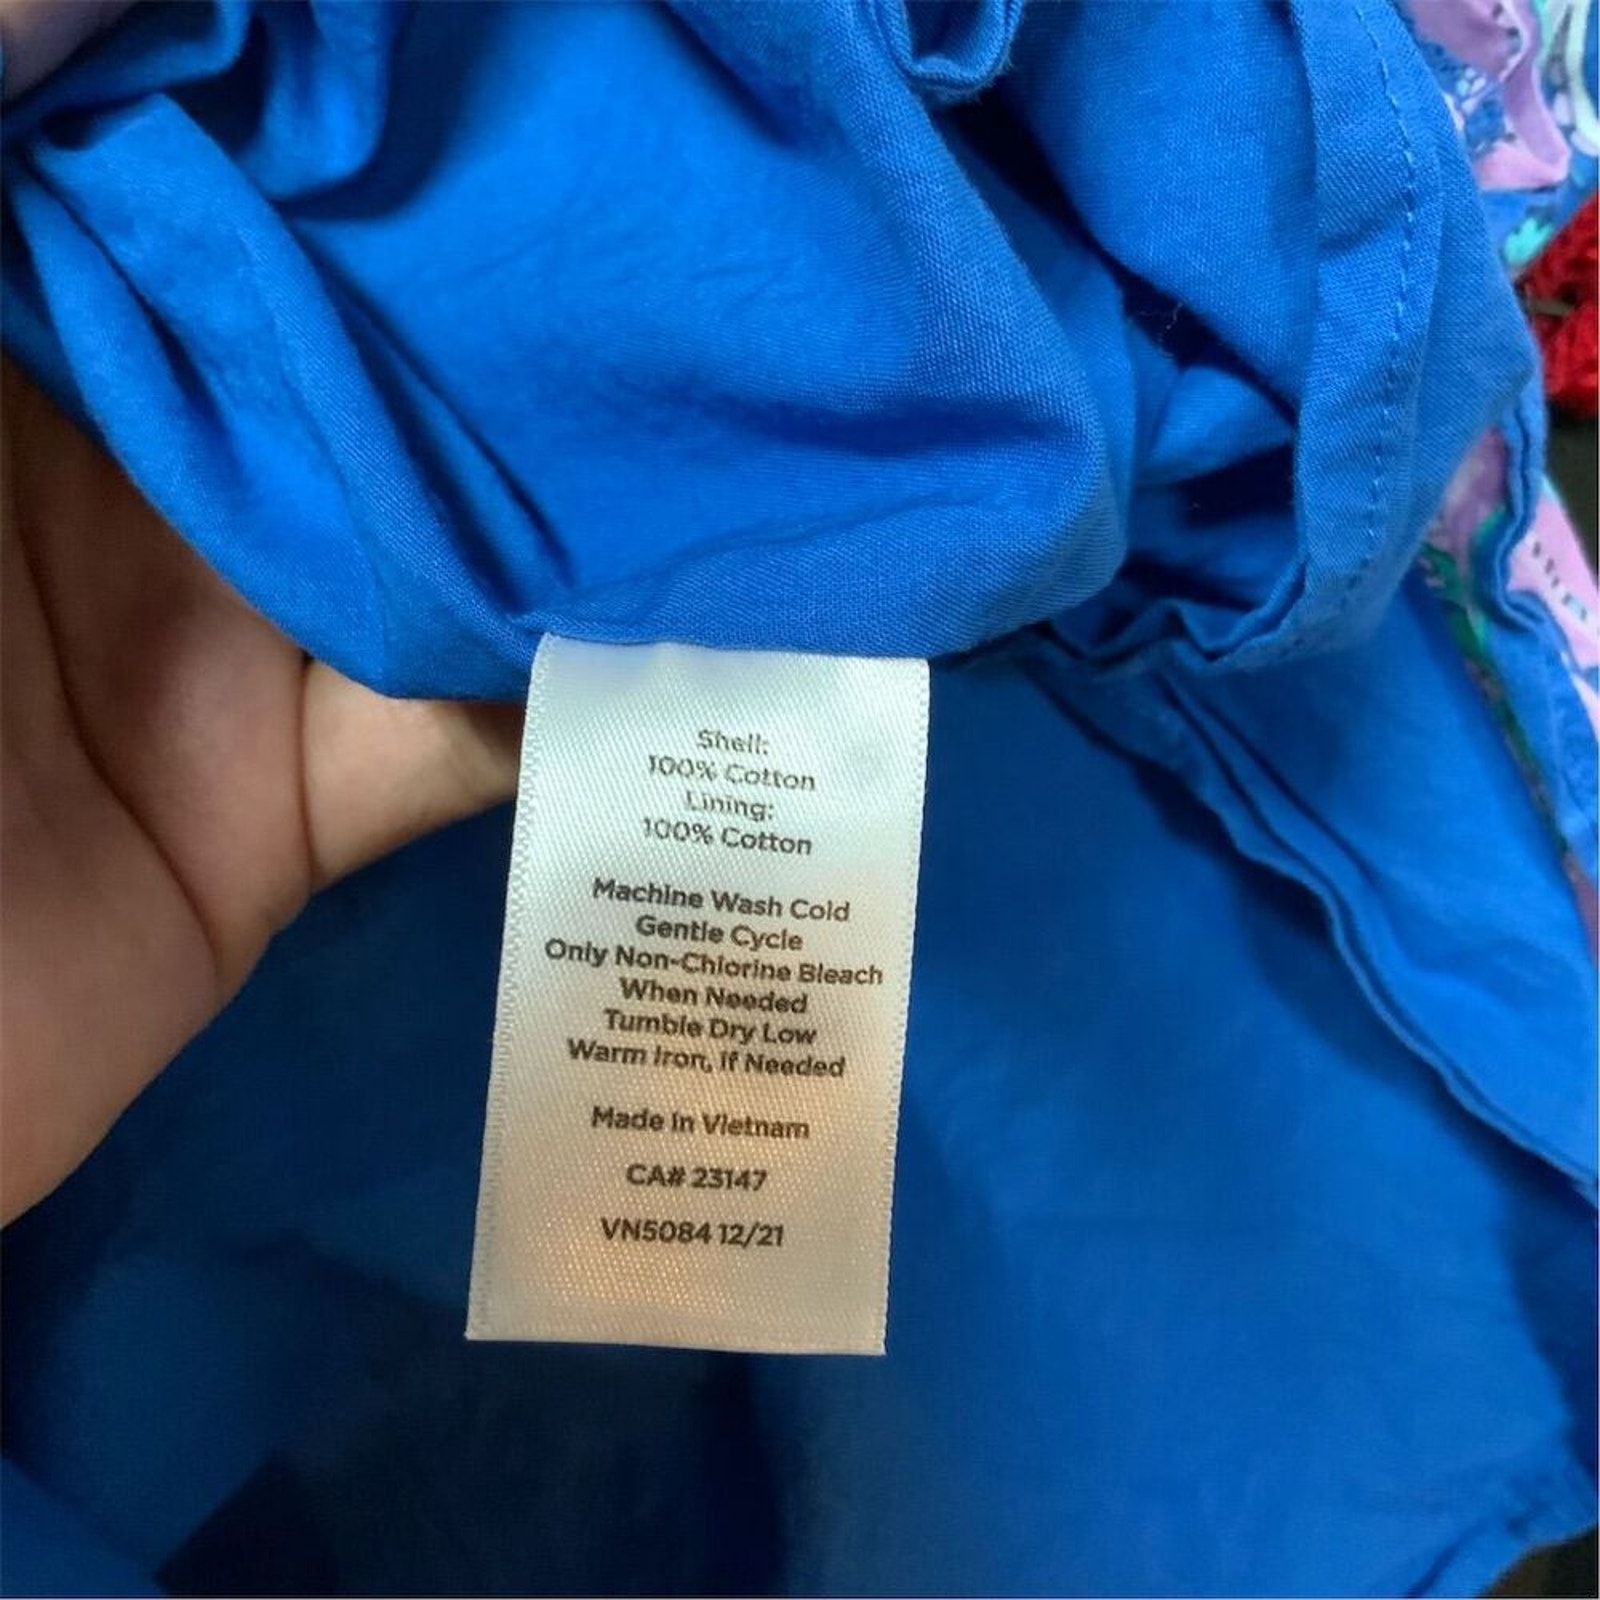 Shell:
100% Cotton
Lining:
100% Cotton
Machine Wash Cold
Gentle Cycle
Only Non-Chlorine Bleach
When Needed
Tumble Dry Low
Warm Iron, If Needed
Made in Vietnam
CA# 23147
VN5084 12/21